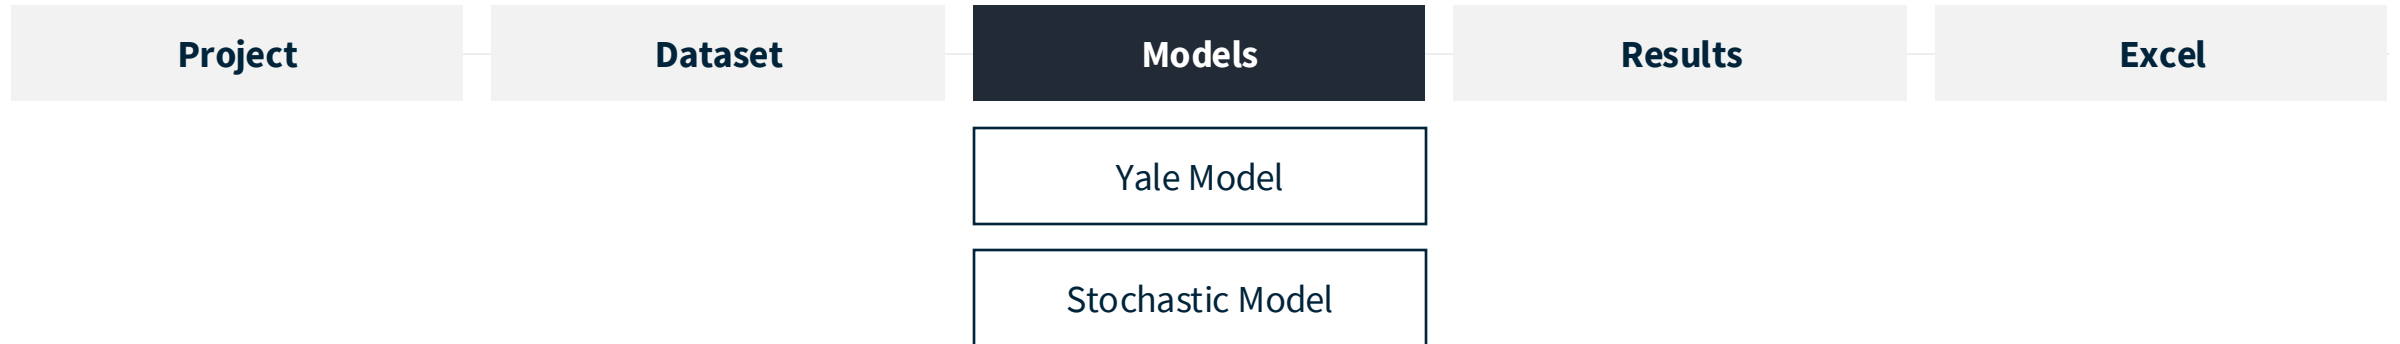 Project
Dataset
Models
Results
Excel
Yale Model
Stochastic Model